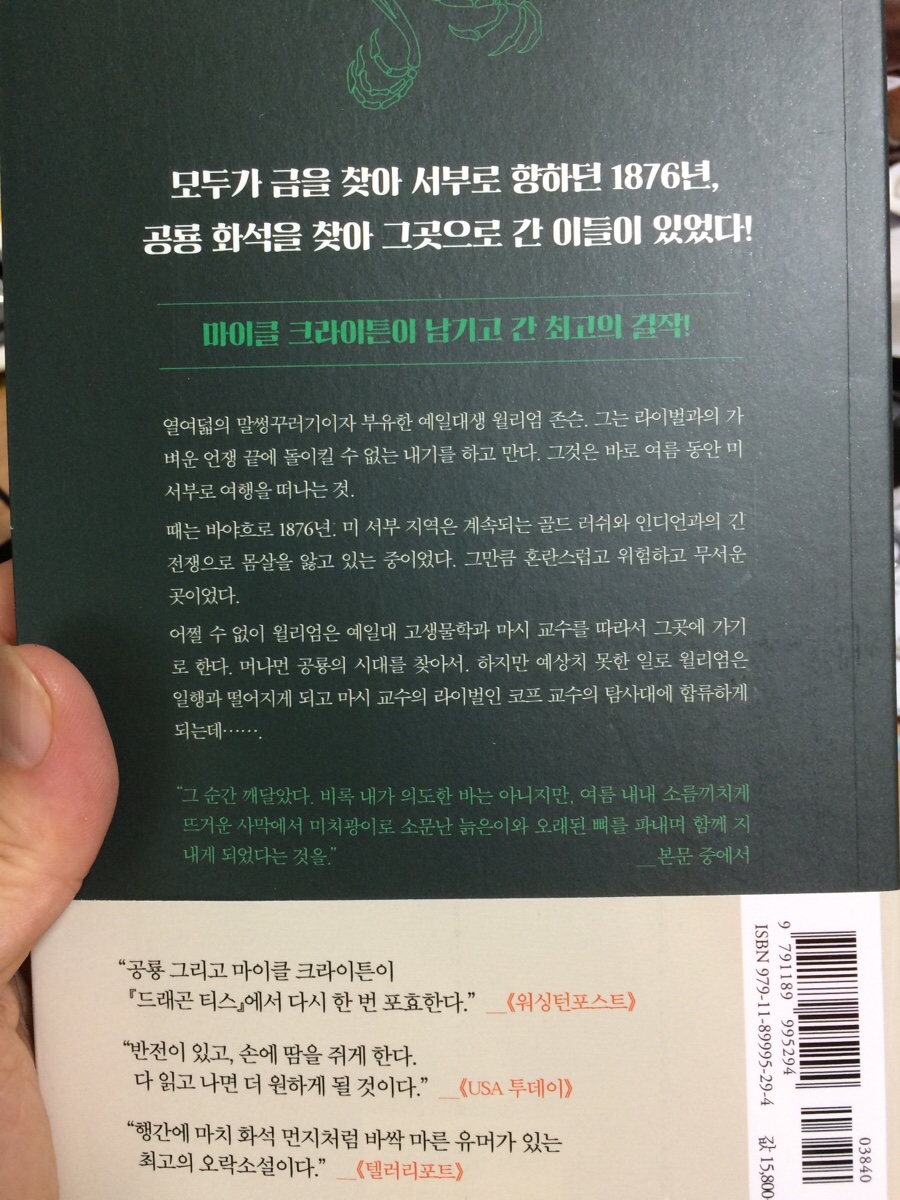 모두가 금을 찾아 서부로 향하던 1876년,
공룡 화석을 찾아 그곳으로 간 이들이 있었다!
마이클 크라이튼이 남기고 간 최고의 걸작!
열여덟의 말썽꾸러기이자 부유한 예일대생 윌리엄 존슨. 그는 라이벌과의 가
벼운 언쟁 끝에 돌이킬 수 없는 내기를 하고 만다. 그것은 바로 여름 동안 미
서부로 여행을 떠나는 것.
때는 바야흐로 1876년. 미 서부 지역은 계속되는 골드 러쉬와 인디언과의 긴
전쟁으로 몸살을 앓고 있는 중이었다. 그만큼 혼란스럽고 위험하고 무서운
곳이었다.
어쩔 수 없이 윌리엄은 예일대 고생물학과 마시 교수를 따라서 그곳에 가기
로 한다. 머나먼 공룡의 시대를 찾아서. 하지만 예상치 못한 일로 윌리엄은
일행과 떨어지게 되고 마시 교수의 라이벌인 코프 교수의 탐사대에 합류하게
되는데…….
“그 순간 깨달았다. 비록 내가 의도한 바는 아니지만, 여름 내내 소름끼치게
뜨거운 사막에서 미치광이로 소문난 늙은이와 오래된 뼈를 파내며 함께 지
내게 되었다는 것을.” __본문 중에서
“공룡 그리고 마이클 크라이튼이
『드래곤 티스』에서 다시 한 번 포효한다.” __《워싱턴포스트》
“반전이 있고, 손에 땀을 쥐게 한다.
다 읽고 나면 더 원하게 될 것이다.” __《USA 투데이》
“행간에 마치 화석 먼지처럼 바싹 마른 유머가 있는
최고의 오락소설이다.” __《텔러리포트》
9 791189 995294
ISBN 979-11-89995-29-4
03840
값 15,800